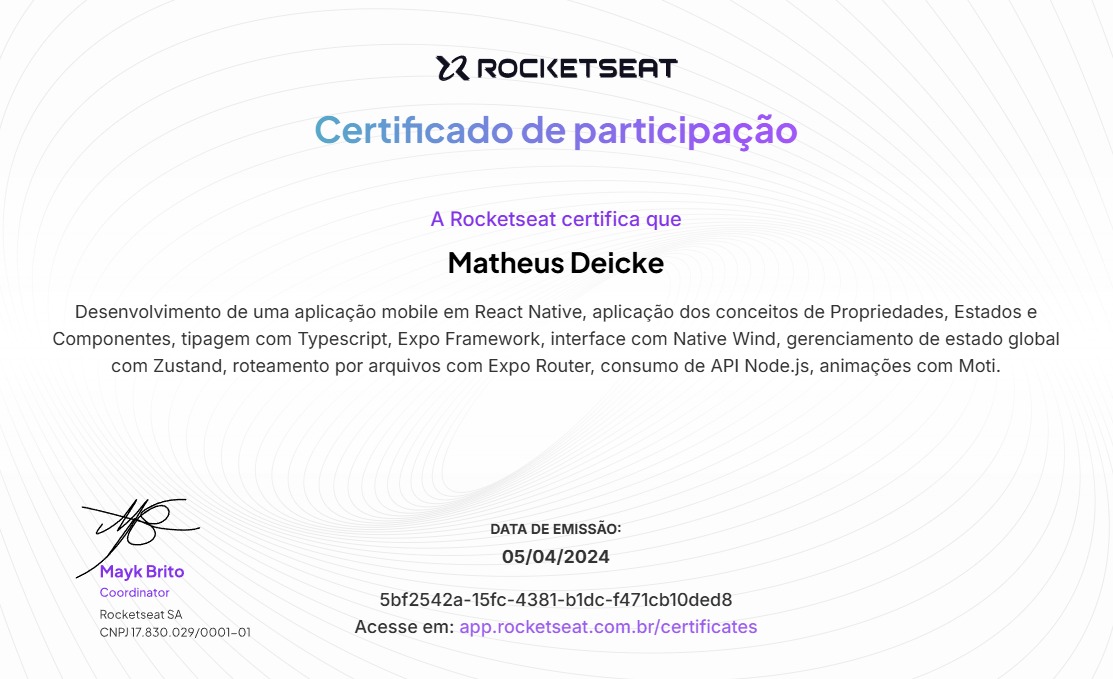 ROCKETSEAT
Certificado de participação
A Rocketseat certifica que
Matheus Deicke
Desenvolvimento de uma aplicação mobile em React Native, aplicação dos conceitos de Propriedades, Estados e
Componentes, tipagem com Typescript, Expo Framework, interface com Native Wind, gerenciamento de estado global
com Zustand, roteamento por arquivos com Expo Router, consumo de API Node.js, animações com Moti.
Mayk Brito
Coordinator
Rocketseat SA
CNPJ 17.830.029/0001-01
DATA DE EMISSÃO:
05/04/2024
5bf2542a-15fc-4381-b1dc-f471cb10ded8
Acesse em: app.rocketseat.com.br/certificates